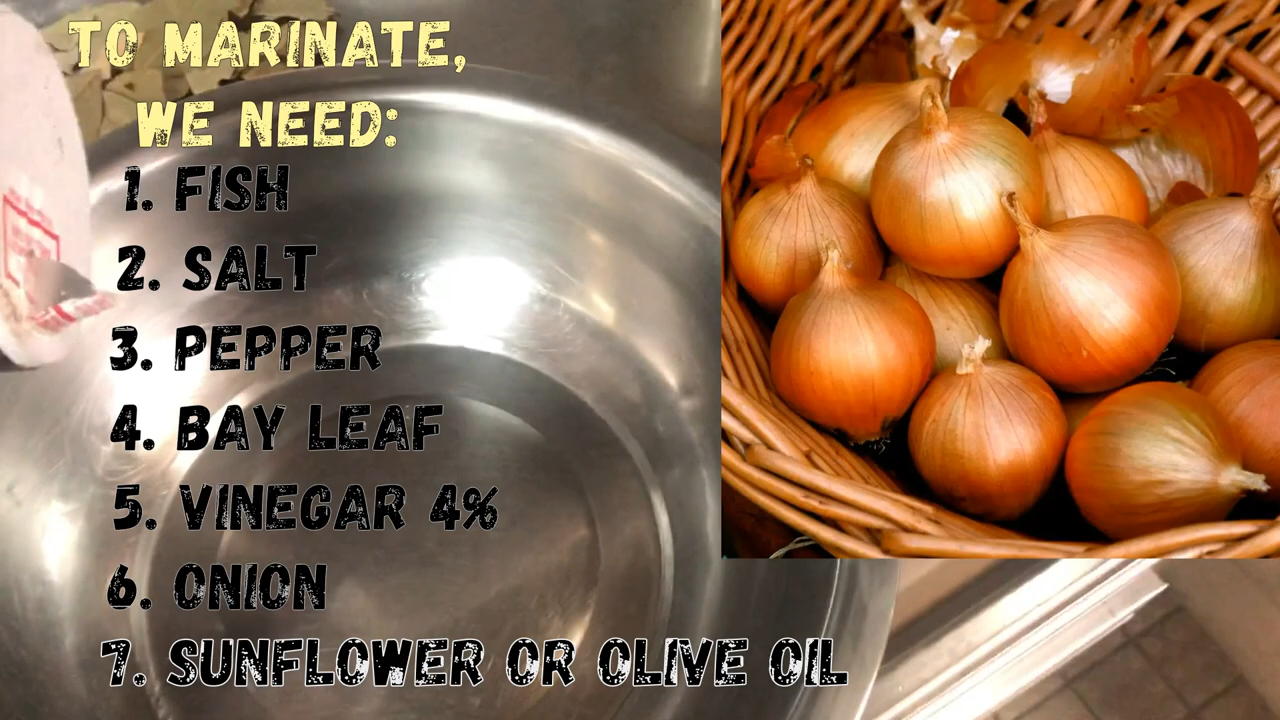 TO MARINATE,
WE NEED:
1. FISH
2. SALT
3. PEPPER
4. BAY LEAF
5. VINEGAR 4%
6. ONION
7. SUNFLOWER OR OLIVE OIL